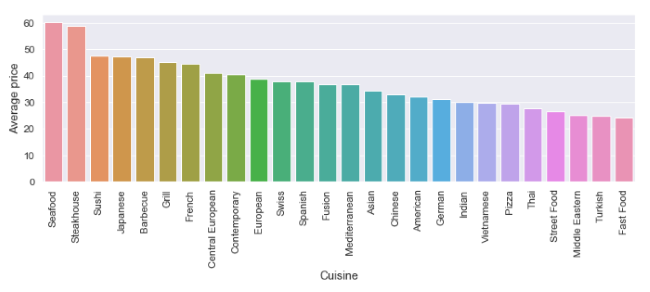 Average price
60
50
40
30
20
10
0
Seafood
Steakhouse
Sushi
Japanese
Barbecue
Grill
French
Central European
Contemporary
European
Swiss
Spanish
Fusion
Mediterranean
Asian
Chinese
American
German
Indian
Vietnamese
Pizza
Thai
Street Food
Middle Eastern
Turkish
Fast Food
Cuisine